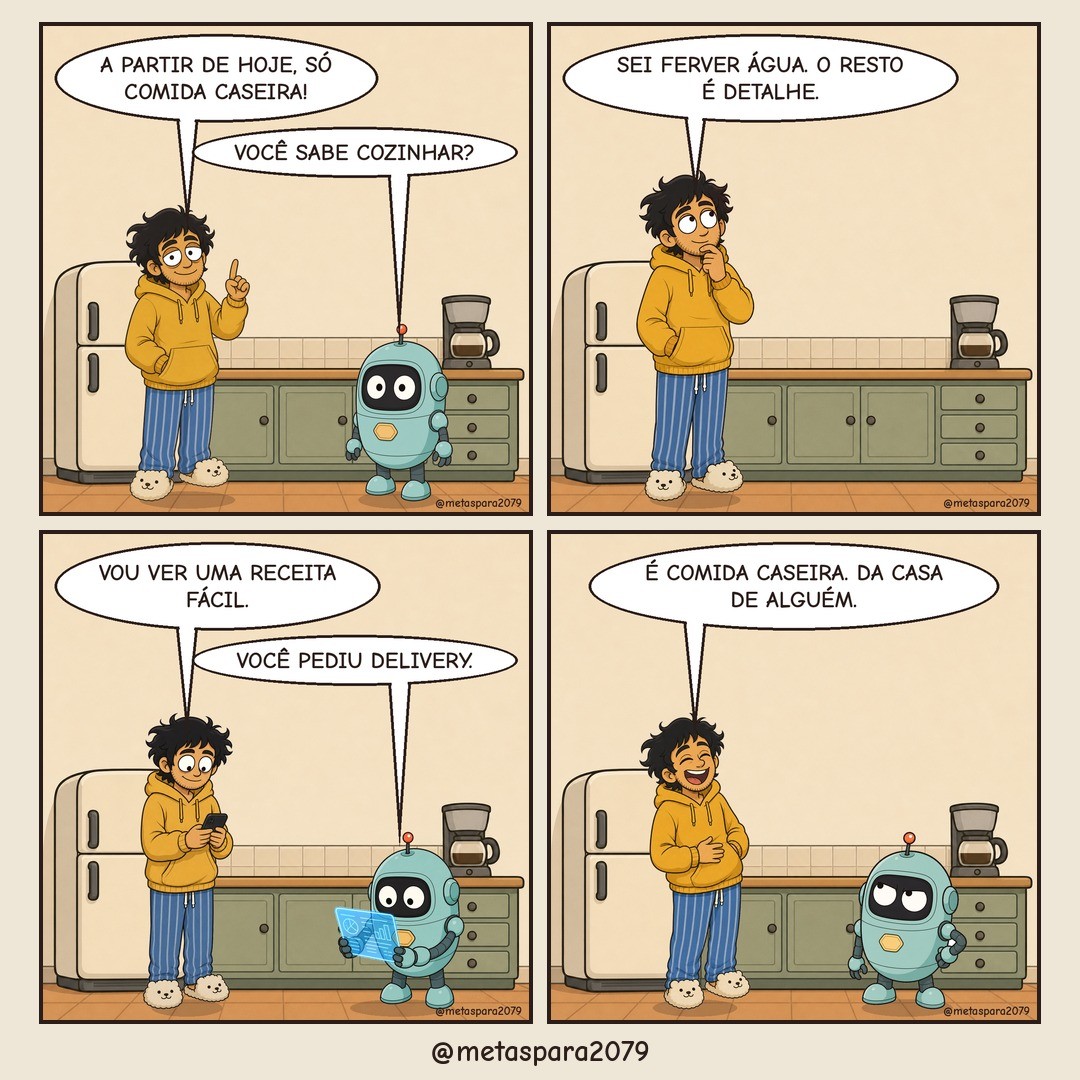 A PARTIR DE HOJE, SÓ
COMIDA CASEIRA!
VOCÊ SABE COZINHAR?
@metaspara2079
SEI FERVER ÁGUA. O RESTO
É DETALHE.
@metaspara2079
VOU VER UMA RECEITA
FÁCIL.
VOCÊ PEDIU DELIVERY.
@metaspara2079
É COMIDA CASEIRA. DA CASA
DE ALGUÉM.
@metaspara2079
@metaspara2079